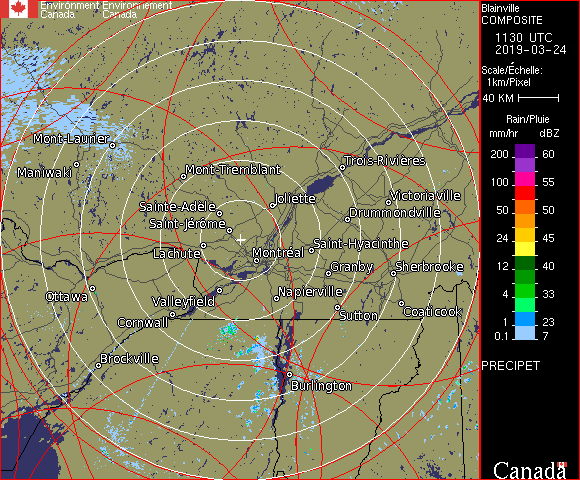 Environment Environnement
Canada Canada
Blainville
COMPOSITE
1130 UTC
2019-03-24
Scale/Échelle:
1km/Pixel
40 KM
Rain/Pluie
mm/hr dBZ
200 60
100 55
50 50
24 45
12 40
4 33
1 23
0.1 7
PRECIPET
Canada
Mont-Laurier
Maniwaki
Mont-Tremblant
Trois-Rivières
Joliette
Victoriaville
Sainte-Adèle
Drummondville
Saint-Jérôme
Saint-Hyacinthe
Lachute
Montréal
Granby
Sherbrooke
Ottawa
Valleyfield
Napierville
Cornwall
Sutton
Coaticook
Brockville
Burlington